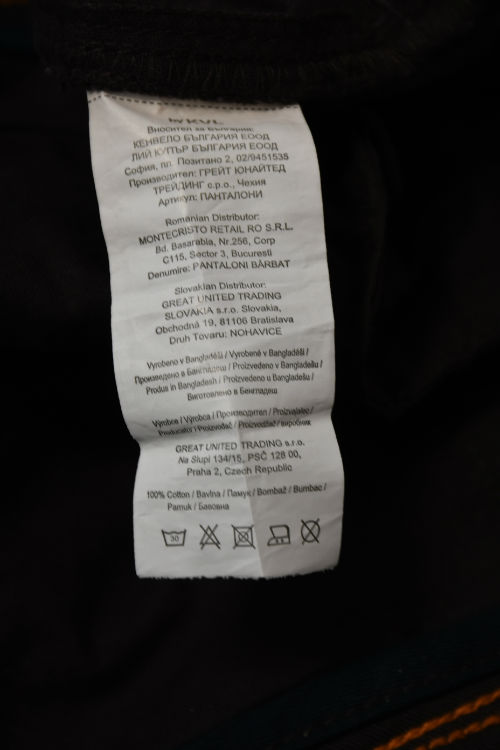 by KVL
Вносител за България:
КЕНВЕЛО БЪЛГАРИЯ ЕООД
ЛИЙ КУПЪР БЪЛГАРИЯ ЕООД
София, пл. Позитано 2, 02/9451535
Производител: ГРЕЙТ ЮНАЙТЕД
ТРЕЙДИНГ с.р.о., Чехия
Артикул: ПАНТАЛОНИ
Romanian Distributor:
MONTECRISTO RETAIL RO S.R.L.
Bd. Basarabia, Nr.256, Corp
C115, Sector 3, Bucuresti
Denumire: PANTALONI BĂRBAT
Slovakian Distributor:
GREAT UNITED TRADING
SLOVAKIA s.r.o. Slovakia,
Obchodná 19, 81106 Bratislava
Druh Tovaru: NOHAVICE
Vyrobeno v Bangladéši / Vyrobené v Bangladéši /
Произведено в Бангладеш / Proizvedeno v Bangladešu /
Produs in Bangladesh / Proizvedeno u Bangladešu /
Виготовлено в Бангладеш
Výrobce / Výrobca / Производител / Proizvajalec /
Producator / Proizvođač / Proizvođač / виробник
GREAT UNITED TRADING s.r.o.
Na Slupi 134/15, PSČ 128 00,
Praha 2, Czech Republic
100% Cotton / Bavlna / Памук / Bombaž / Bumbac /
Pamuk / Бавовна
30